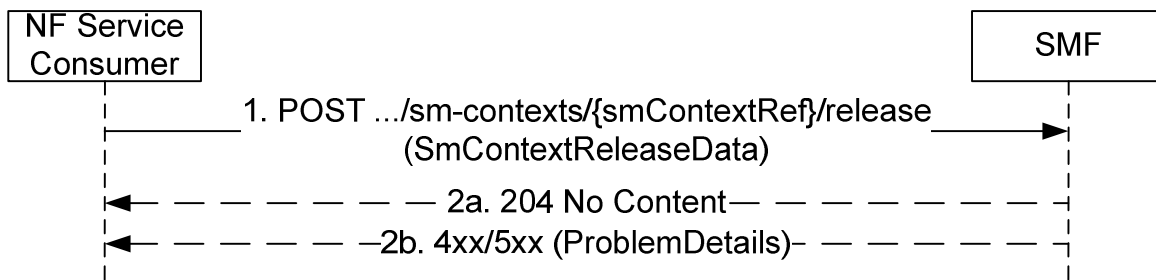 NF Service
Consumer
SMF
1. POST .../sm-contexts/{smContextRef}/release
(SmContextReleaseData)
2a. 204 No Content
2b. 4xx/5xx (ProblemDetails)